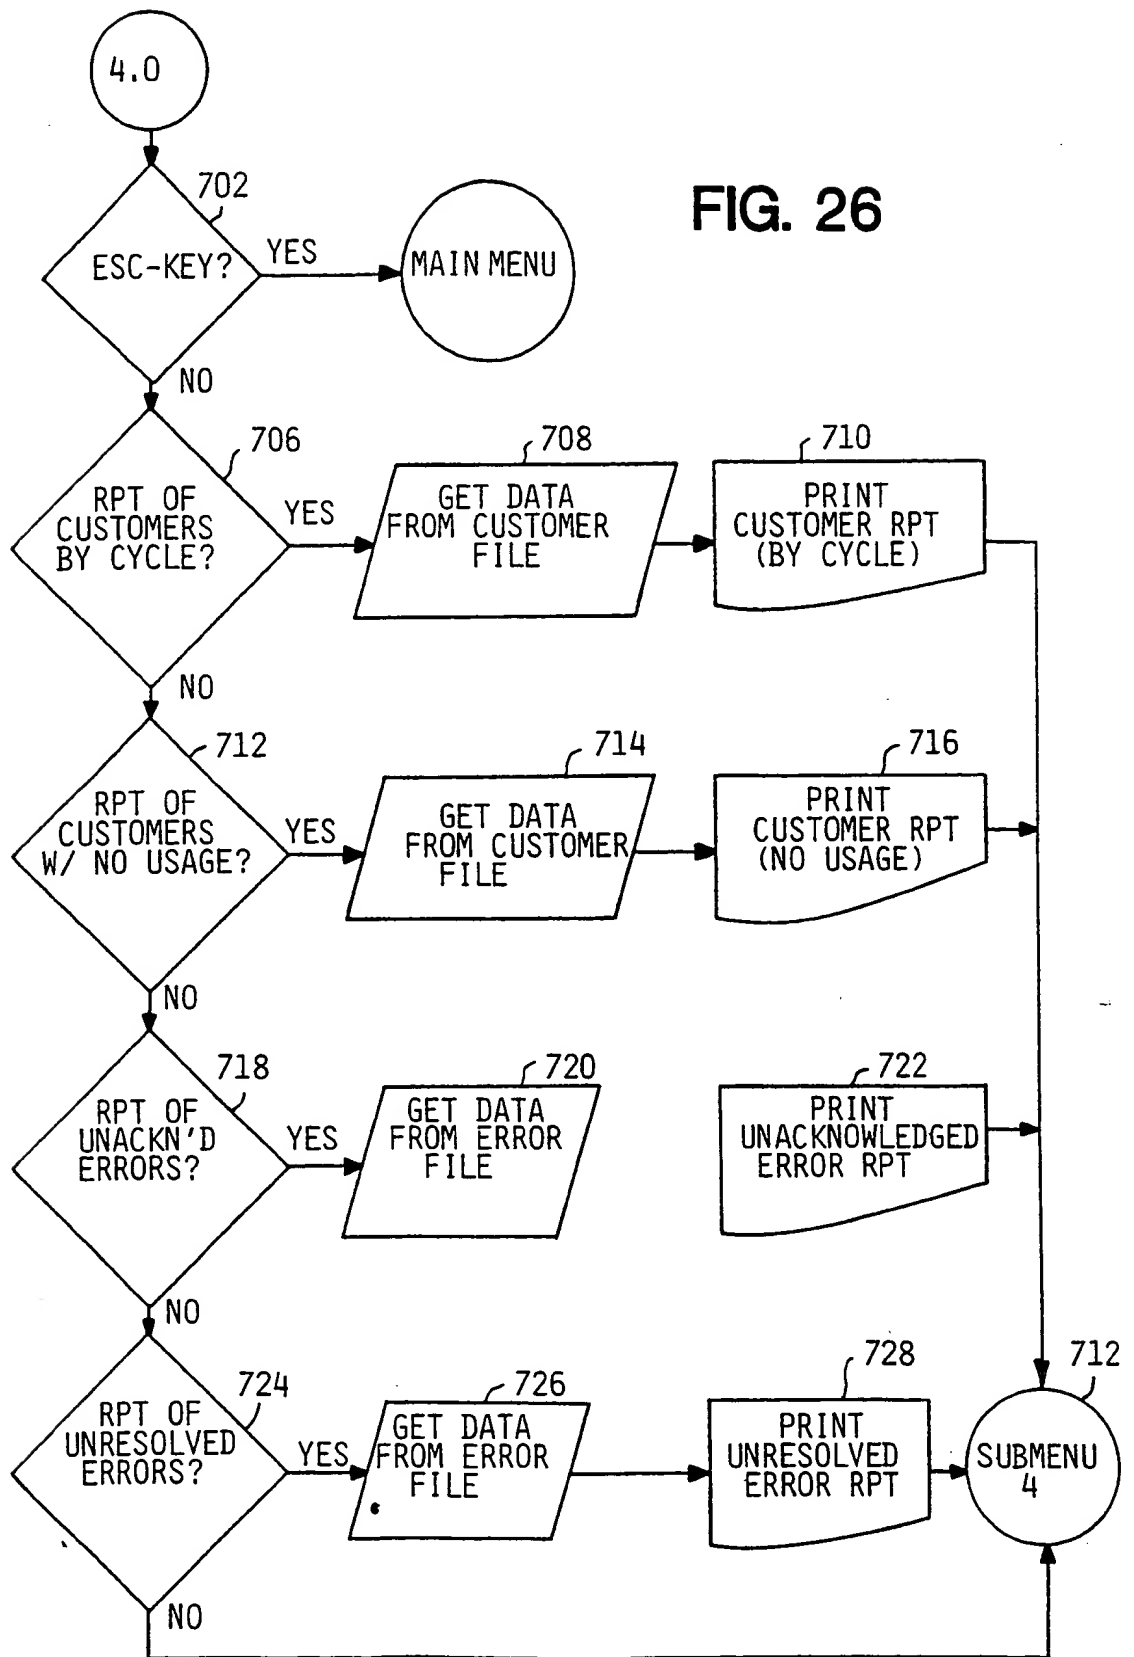 4.0
702
FIG. 26
ESC-KEY?
YES
MAIN MENU
NO
706
708
710
RPT OF
CUSTOMERS
BY CYCLE?
YES
GET DATA
FROM CUSTOMER
FILE
PRINT
CUSTOMER RPT
(BY CYCLE)
NO
712
714
716
RPT OF
CUSTOMERS
W/ NO USAGE?
YES
GET DATA
FROM CUSTOMER
FILE
PRINT
CUSTOMER RPT
(NO USAGE)
NO
718
720
722
RPT OF
UNACKN'D
ERRORS?
YES
GET DATA
FROM ERROR
FILE
PRINT
UNACKNOWLEDGED
ERROR RPT
NO
724
726
728
712
RPT OF
UNRESOLVED
ERRORS?
YES
GET DATA
FROM ERROR
FILE
PRINT
UNRESOLVED
ERROR RPT
SUBMENU
4
NO